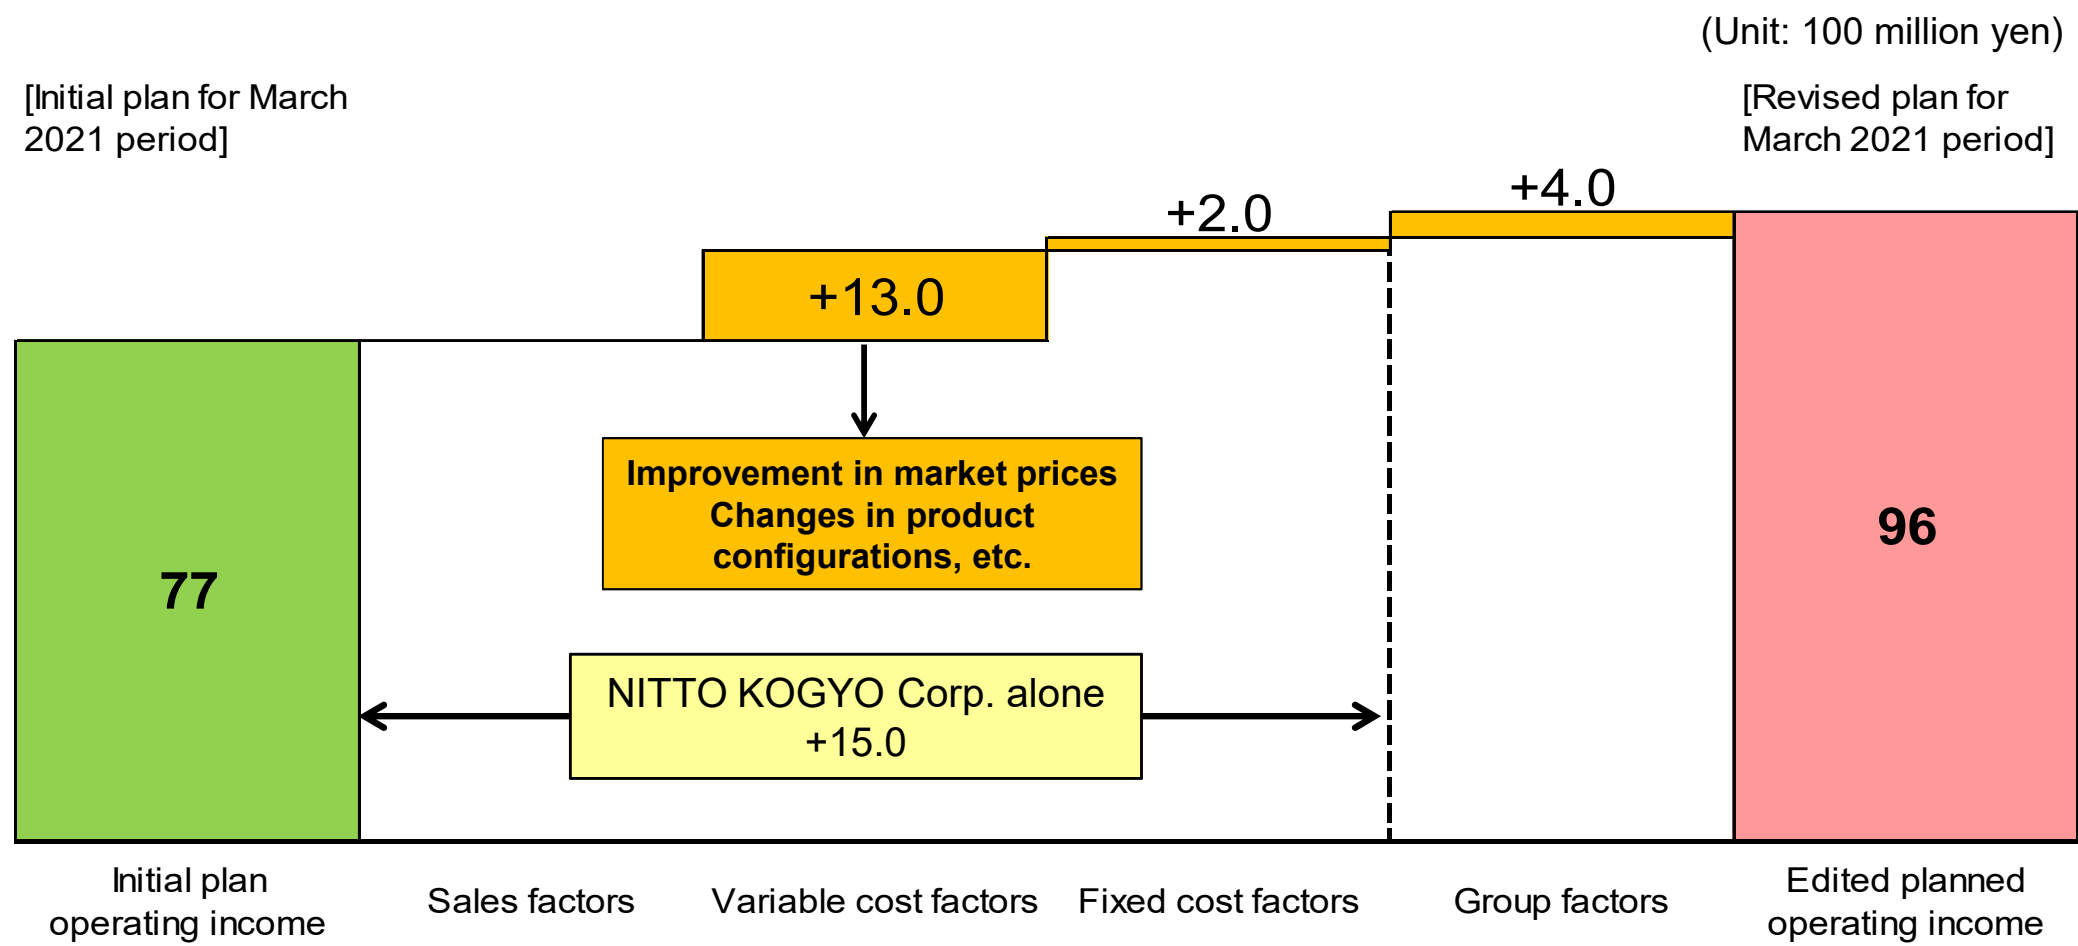 (Unit: 100 million yen)
[Initial plan for March
2021 period]
[Revised plan for
March 2021 period]
+4.0
+2.0
+13.0
Improvement in market prices
Changes in product
configurations, etc.
96
77
NITTO KOGYO Corp. alone
+15.0
Initial plan
operating income
Sales factors
Variable cost factors
Fixed cost factors
Group factors
Edited planned
operating income